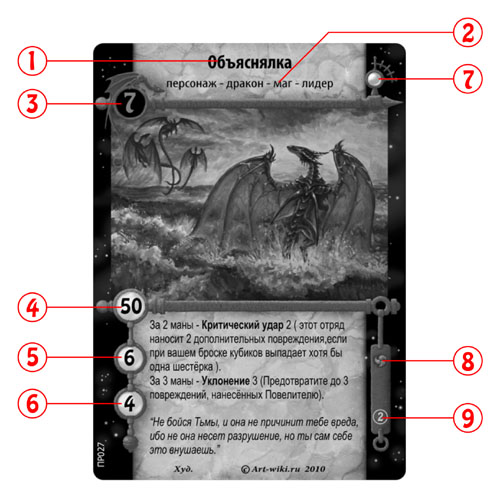 1
Объяснялка
2
персонаж - дракон - маг - лидер
7
3
7
4
50
За 2 маны - Критический удар 2 ( этот отряд
наносит 2 дополнительных повреждения,если
при вашем броске кубиков выпадает хотя бы
одна шестёрка ).
5
6
8
За 3 маны - Уклонение 3 (Предотвратите до 3
повреждений, нанесённых Повелителю).
6
4
9
2
"Не бойся Тьмы, и она не причинит тебе вреда,
ибо не она несет разрушение, но ты сам себе
это внушаешь."
ПР027
Худ. © Art-wiki.ru 2010